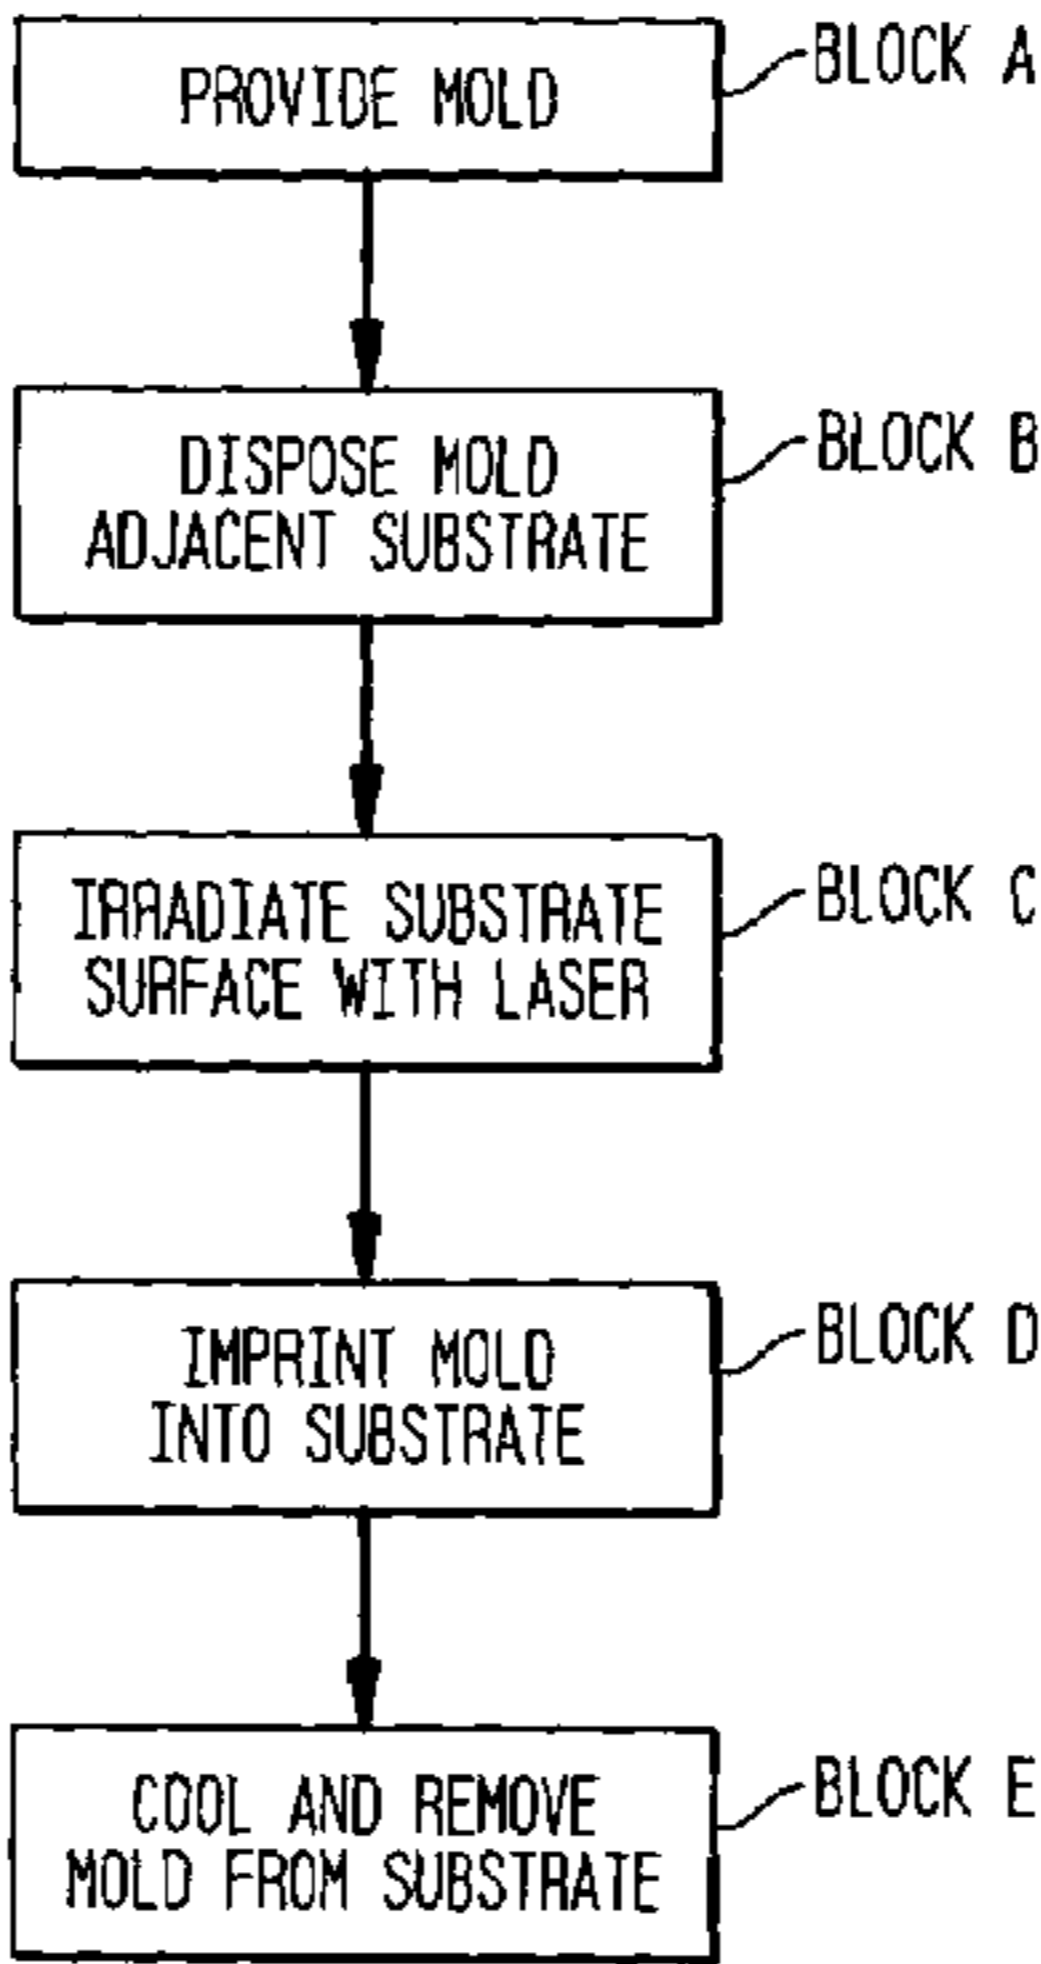 PROVIDE MOLD
BLOCK A
DISPOSE MOLD
ADJACENT SUBSTRATE
BLOCK B
IRRADIATE SUBSTRATE
SURFACE WITH LASER
BLOCK C
IMPRINT MOLD
INTO SUBSTRATE
BLOCK D
COOL AND REMOVE
MOLD FROM SUBSTRATE
BLOCK E